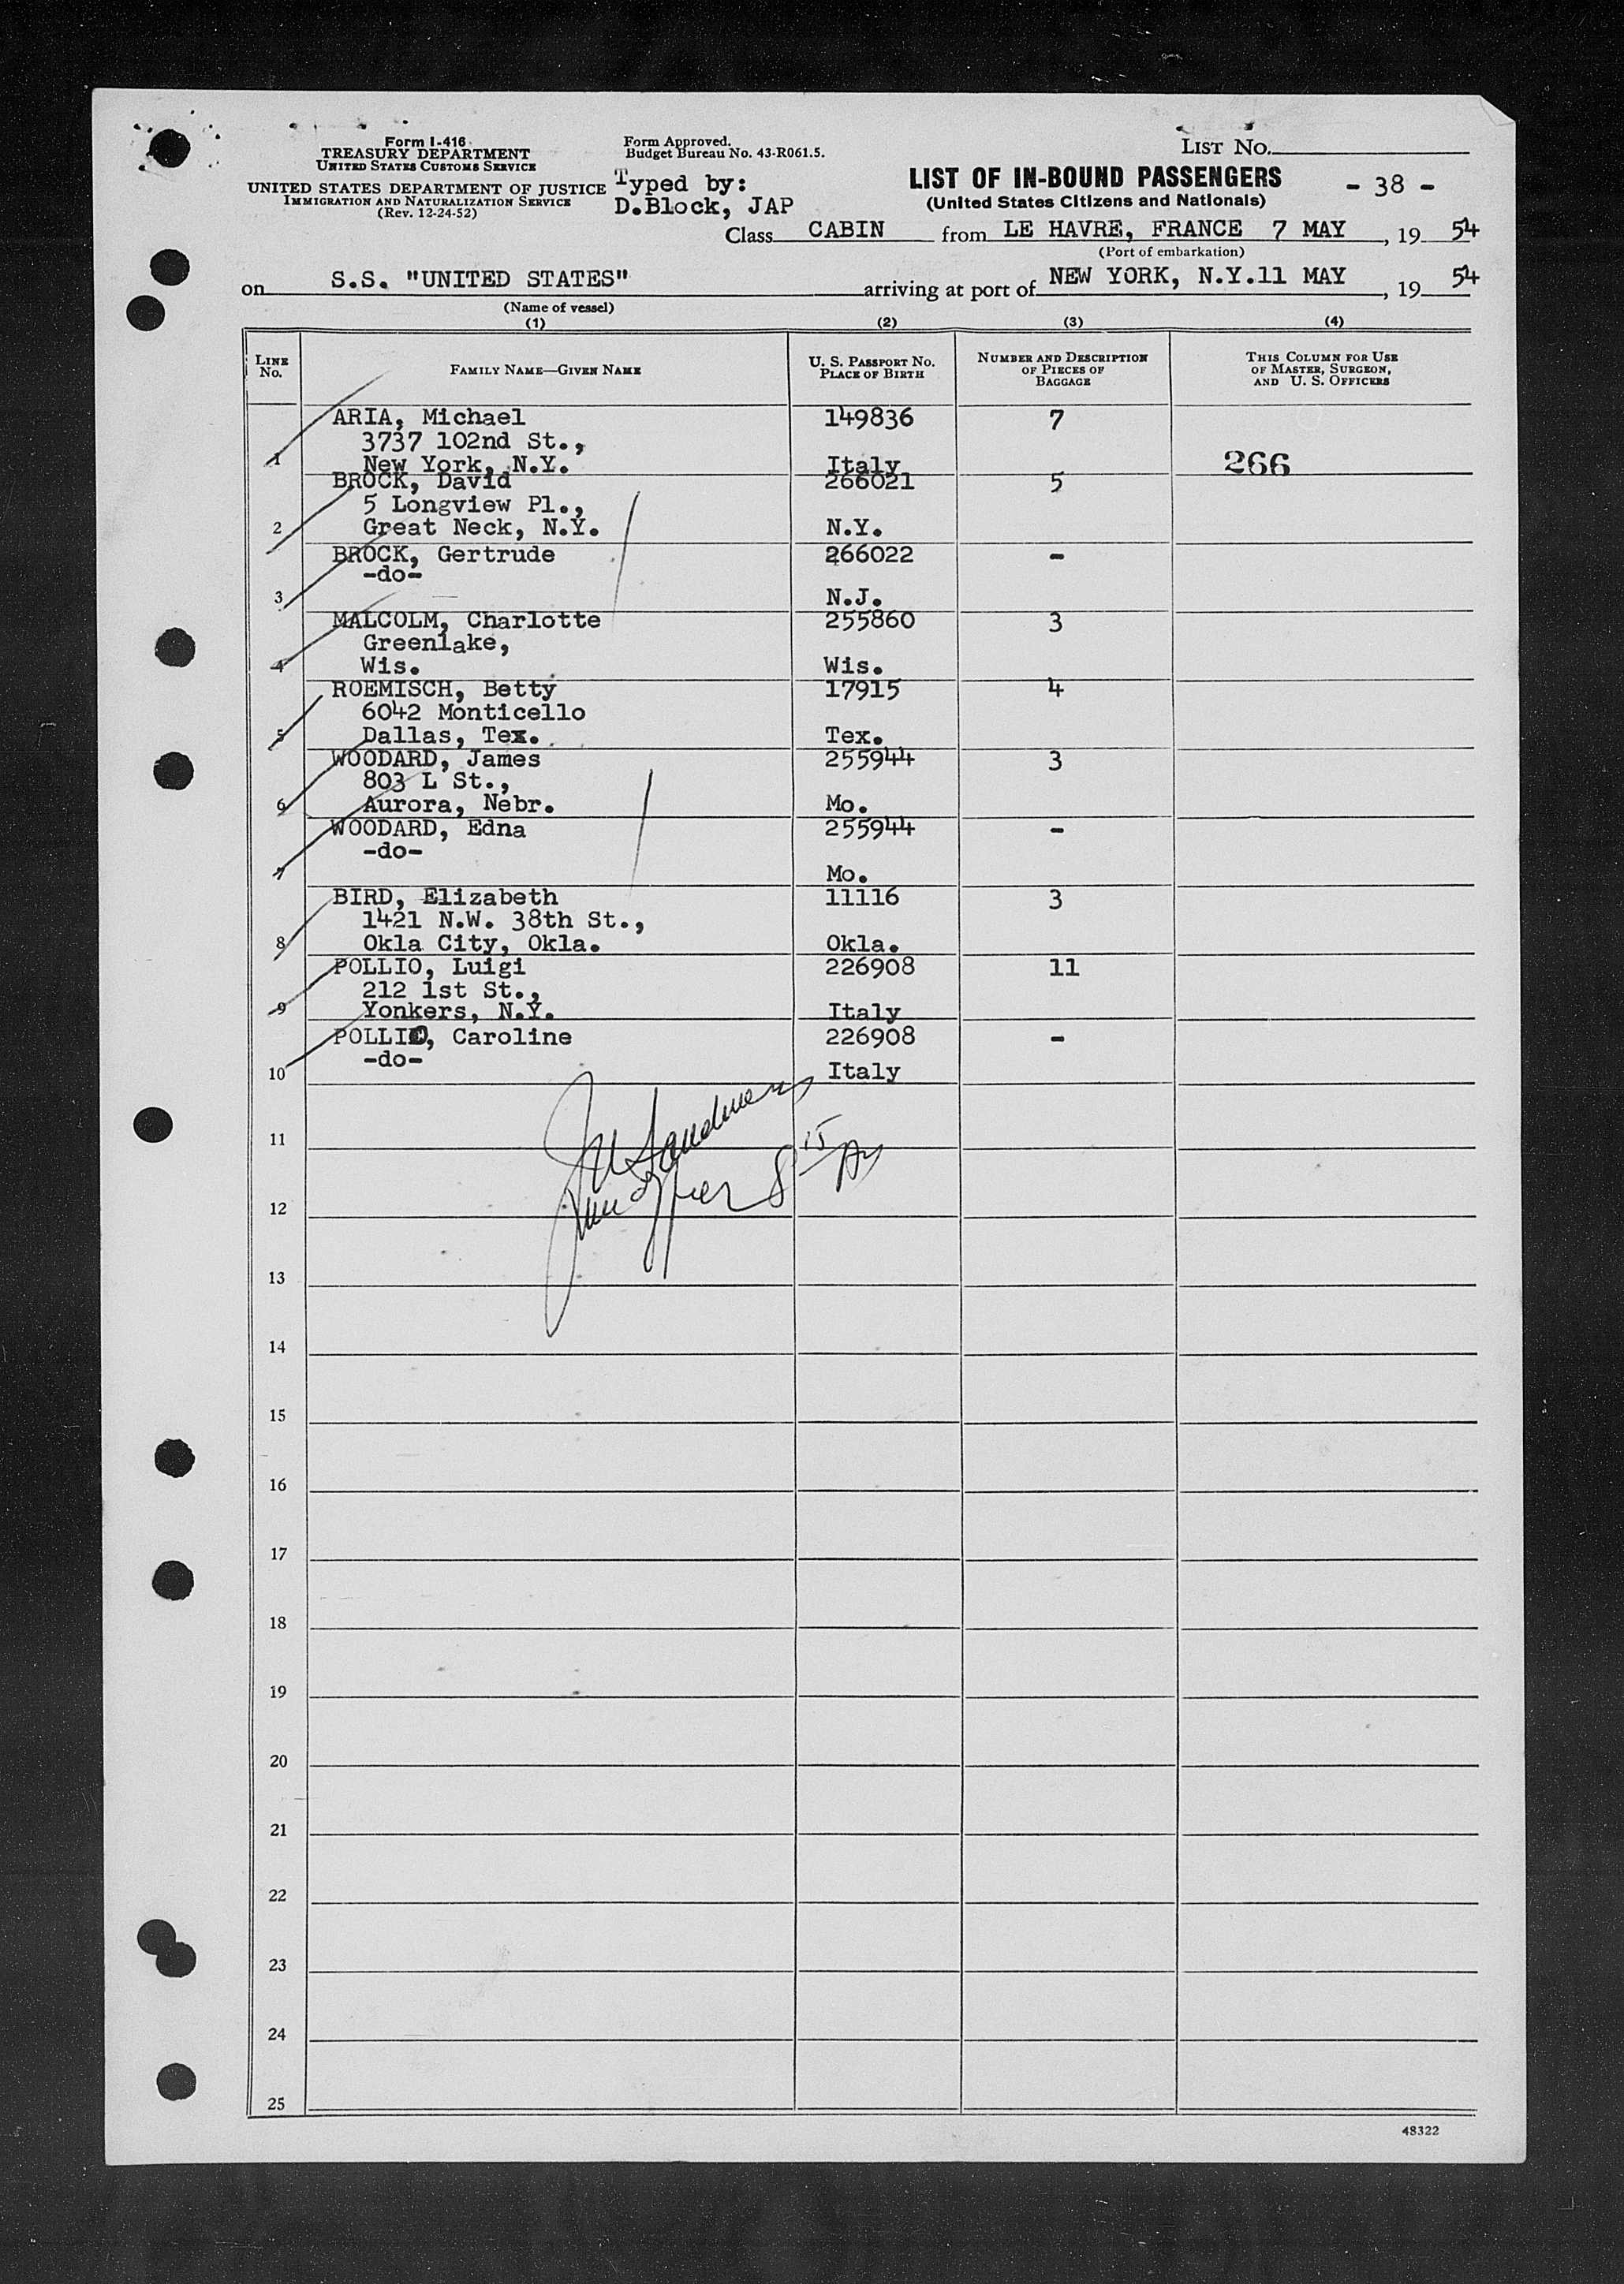 Form I-416
TREASURY DEPARTMENT
UNITED STATES CUSTOMS SERVICE
UNITED STATES DEPARTMENT OF JUSTICE
IMMIGRATION AND NATURALIZATION SERVICE
(Rev. 12-24-52)
Form Approved.
Budget Bureau No. 43-R061.5.
Typed by:
D.Block, JAP
LIST NO.
LIST OF IN-BOUND PASSENGERS
- 38 -
(United States Citizens and Nationals)
Class CABIN from LE HAVRE, FRANCE 7 MAY, 19 54
(Port of embarkation)
on S.S. "UNITED STATES" arriving at port of NEW YORK, N.Y.11 MAY, 19 54
(Name of vessel)
(1) (2) (3) (4)
LINE NO. FAMILY NAME—GIVEN NAME U. S. PASSPORT NO. PLACE OF BIRTH NUMBER AND DESCRIPTION OF PIECES OF BAGGAGE THIS COLUMN FOR USE OF MASTER, SURGEON, AND U. S. OFFICERS
ARIA, Michael 149836 7
3737 102nd St.,
1 New York, N.Y. Italy 266
BROCK, David 266021 5
5 Longview Pl.,
2 Great Neck, N.Y. N.Y.
BROCK, Gertrude 266022 -
-do-
3 N.J.
MALCOLM, Charlotte 255860 3
Greenlake,
4 Wis. Wis.
ROEMISCH, Betty 17915 4
6042 Monticello
5 Dallas, Tex. Tex.
WOODARD, James 255944 3
803 L St.,
6 Aurora, Nebr. Mo.
WOODARD, Edna 255944 -
-do-
7 Mo.
BIRD, Elizabeth 11116 3
1421 N.W. 38th St.,
8 Okla City, Okla. Okla.
POLLIO, Luigi 226908 11
212 1st St.,
9 Yonkers, N.Y. Italy
POLLIO, Caroline 226908 -
-do-
10 Italy
11
12
13
14
15
16
17
18
19
20
21
22
23
24
25
48322